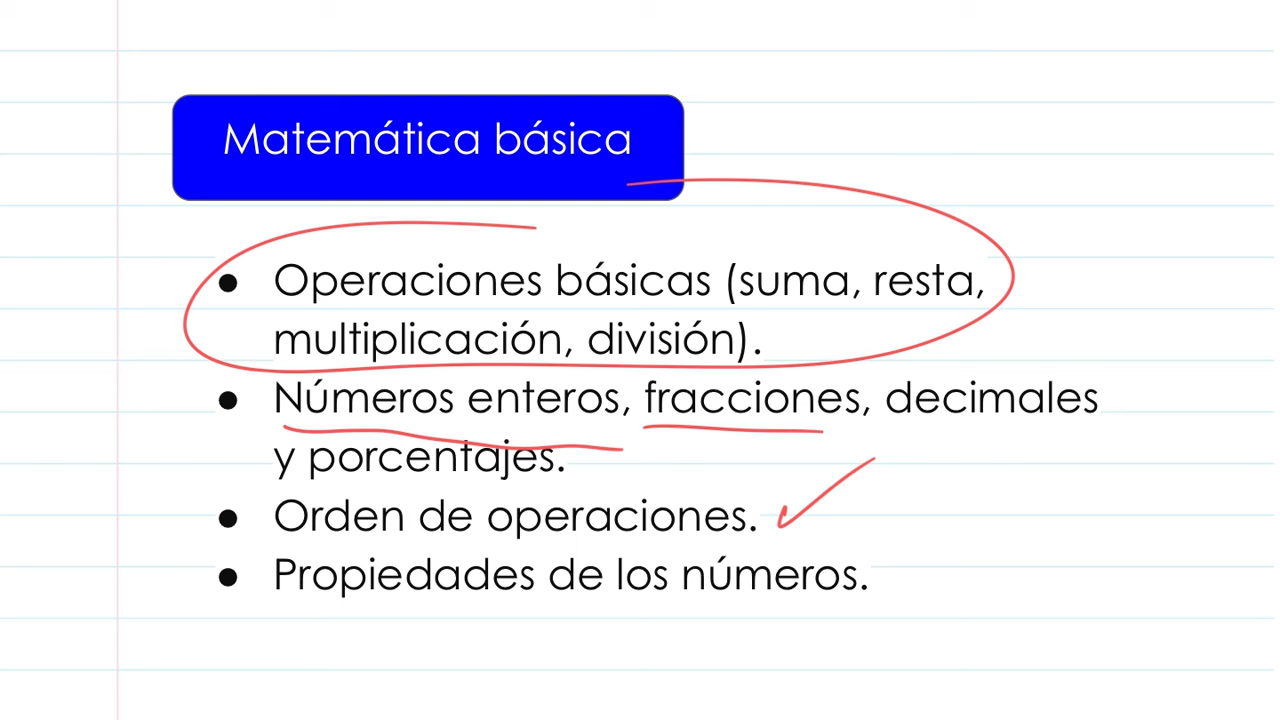 Matemática básica
● Operaciones básicas (suma, resta,
multiplicación, división).
● Números enteros, fracciones, decimales
y porcentajes.
● Orden de operaciones.
● Propiedades de los números.